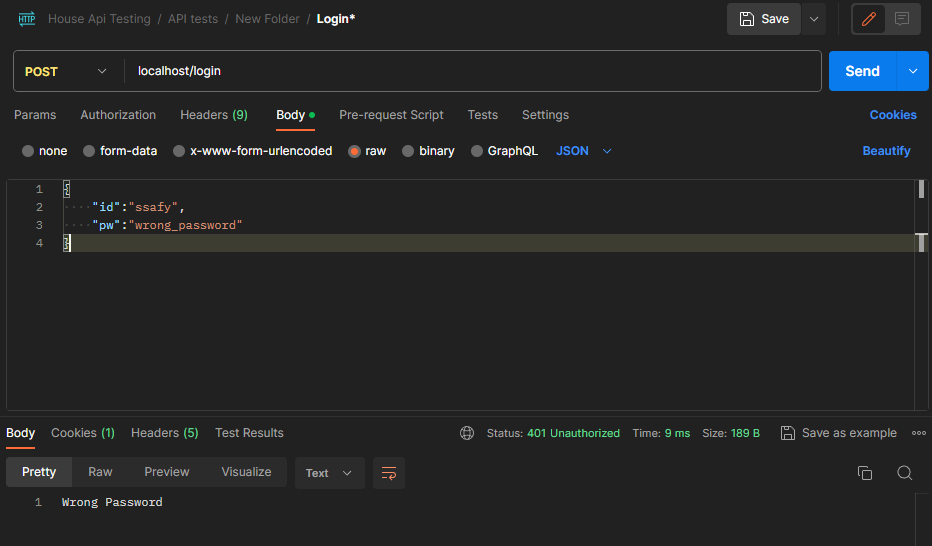 HTTP House Api Testing / API tests / New Folder / Login* Save
POST localhost/login Send
Params Authorization Headers (9) Body Pre-request Script Tests Settings Cookies
none form-data x-www-form-urlencoded raw binary GraphQL JSON Beautify
1 {
2 ····"id":"ssafy",
3 ····"pw":"wrong_password"
4 }
Body Cookies (1) Headers (5) Test Results Status: 401 Unauthorized Time: 9 ms Size: 189 B Save as example
Pretty Raw Preview Visualize Text
1 Wrong Password